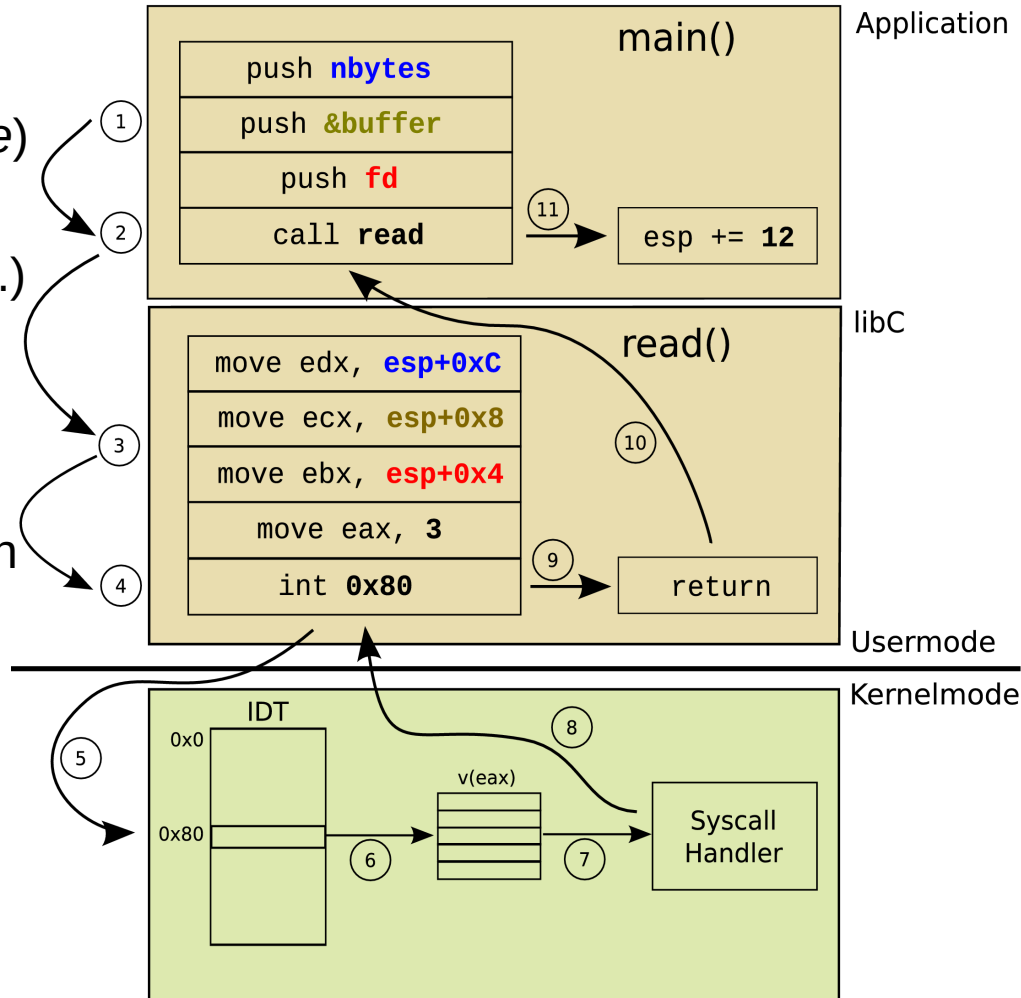 Application
main()
push nbytes
push &buffer
push fd
call read
1
2
11
esp += 12
e)
.)
libC
read()
move edx, esp+0xC
move ecx, esp+0x8
move ebx, esp+0x4
move eax, 3
int 0x80
3
4
10
9
return
n
Usermode
Kernelmode
IDT
0x0
0x80
5
6
v(eax)
7
8
Syscall
Handler